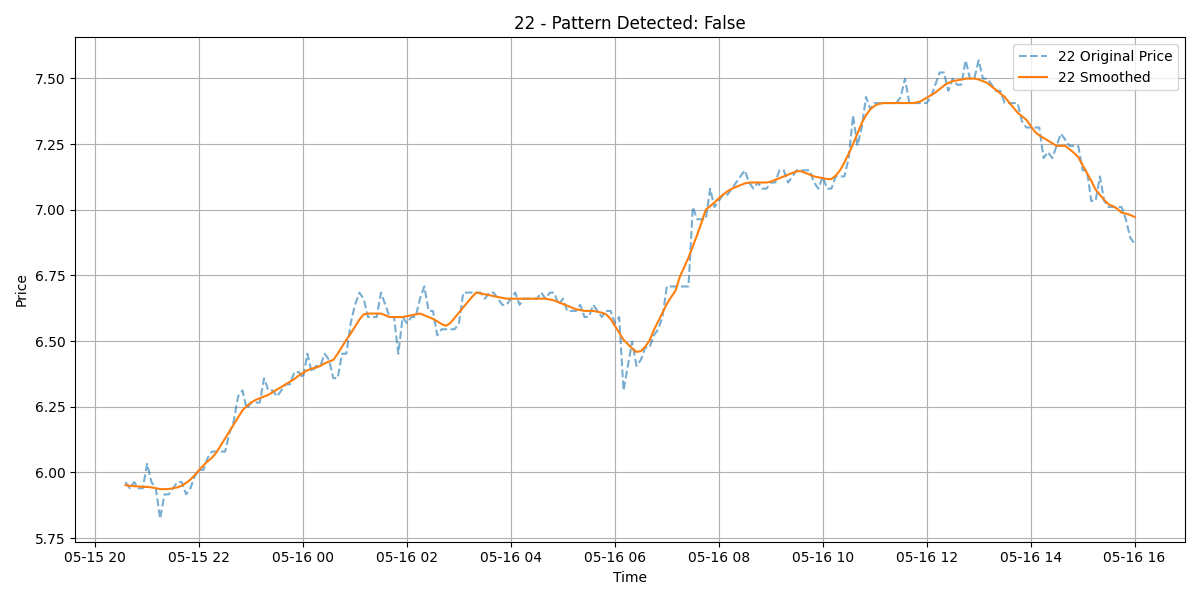 22 - Pattern Detected: False
22 Original Price
22 Smoothed
Price
7.50
7.25
7.00
6.75
6.50
6.25
6.00
5.75
05-15 20 05-15 22 05-16 00 05-16 02 05-16 04 05-16 06 05-16 08 05-16 10 05-16 12 05-16 14 05-16 16
Time